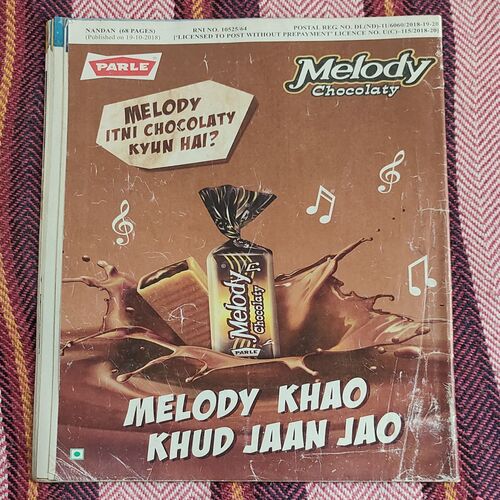 NANDAN (68 PAGES)
(Published on 19-10-2018)
RNI NO. 10525/64
POSTAL REG. NO. DL(ND)-11/6060/2018-19-20
[“LICENSED TO POST WITHOUT PREPAYMENT” LICENCE NO. U(C)-115/2018-20]
PARLE
Melody
Chocolaty
MELODY
ITNI CHOCOLATY
KYUN HAI?
Melody
Chocolaty
PARLE
MELODY KHAO
KHUD JAAN JAO